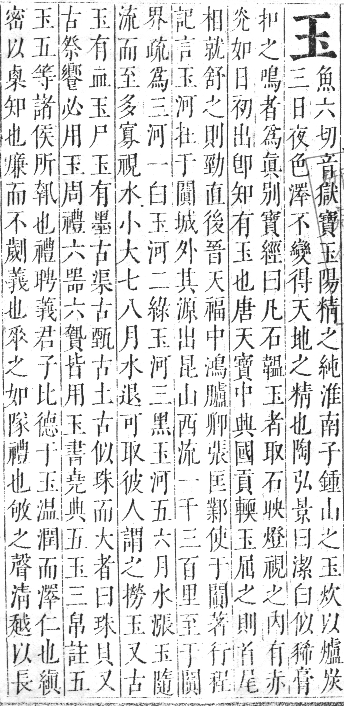 玉魚六切音獄寶玉陽精之純淮南子鍾山之玉炊以爐炭
三日夜色澤不變得天地之精也陶弘景曰潔白似狶膏
扣之鳴者為眞別寶經曰凡石韞玉者取石映燈視之內有赤
炗如日初出卽知有玉也唐天寶中興國貢輭玉屈之則首尾
相就舒之則勁直後晉天福中鴻臚卿張匡鄴使于闐著行程
記言玉河在于闐城外其源出昆山西流一千三百里至于闐
界疏為三河一白玉河二綠玉河三黑玉河五六月水漲玉隨
流而至多寡視水小大七八月水退可取彼人謂之撈玉又古
玉有血玉尸玉有墨古渠古甄古土古似珠而大者曰珠貝又
古祭饗必用玉周禮六器六贄皆用玉書堯典五玉三帛註五
玉五等諸侯所執也禮聘義君子比德于玉温潤而澤仁也縝
密以㮚知也廉而不劌義也垂之如隊禮也敂之聲清越以長